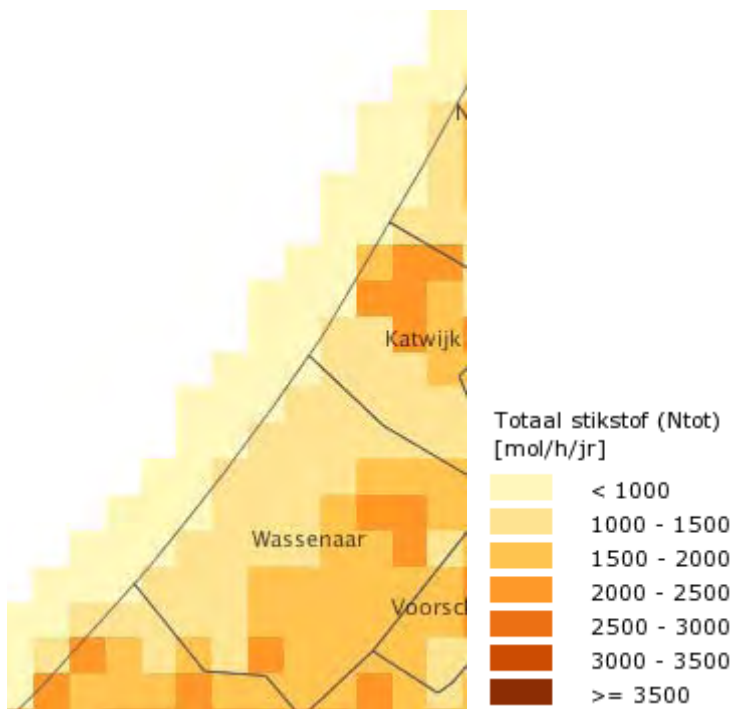 Katwijk
Wassenaar
Voorsc
Totaal stikstof (Ntot)
[mol/h/jr]
< 1000
1000 - 1500
1500 - 2000
2000 - 2500
2500 - 3000
3000 - 3500
>= 3500